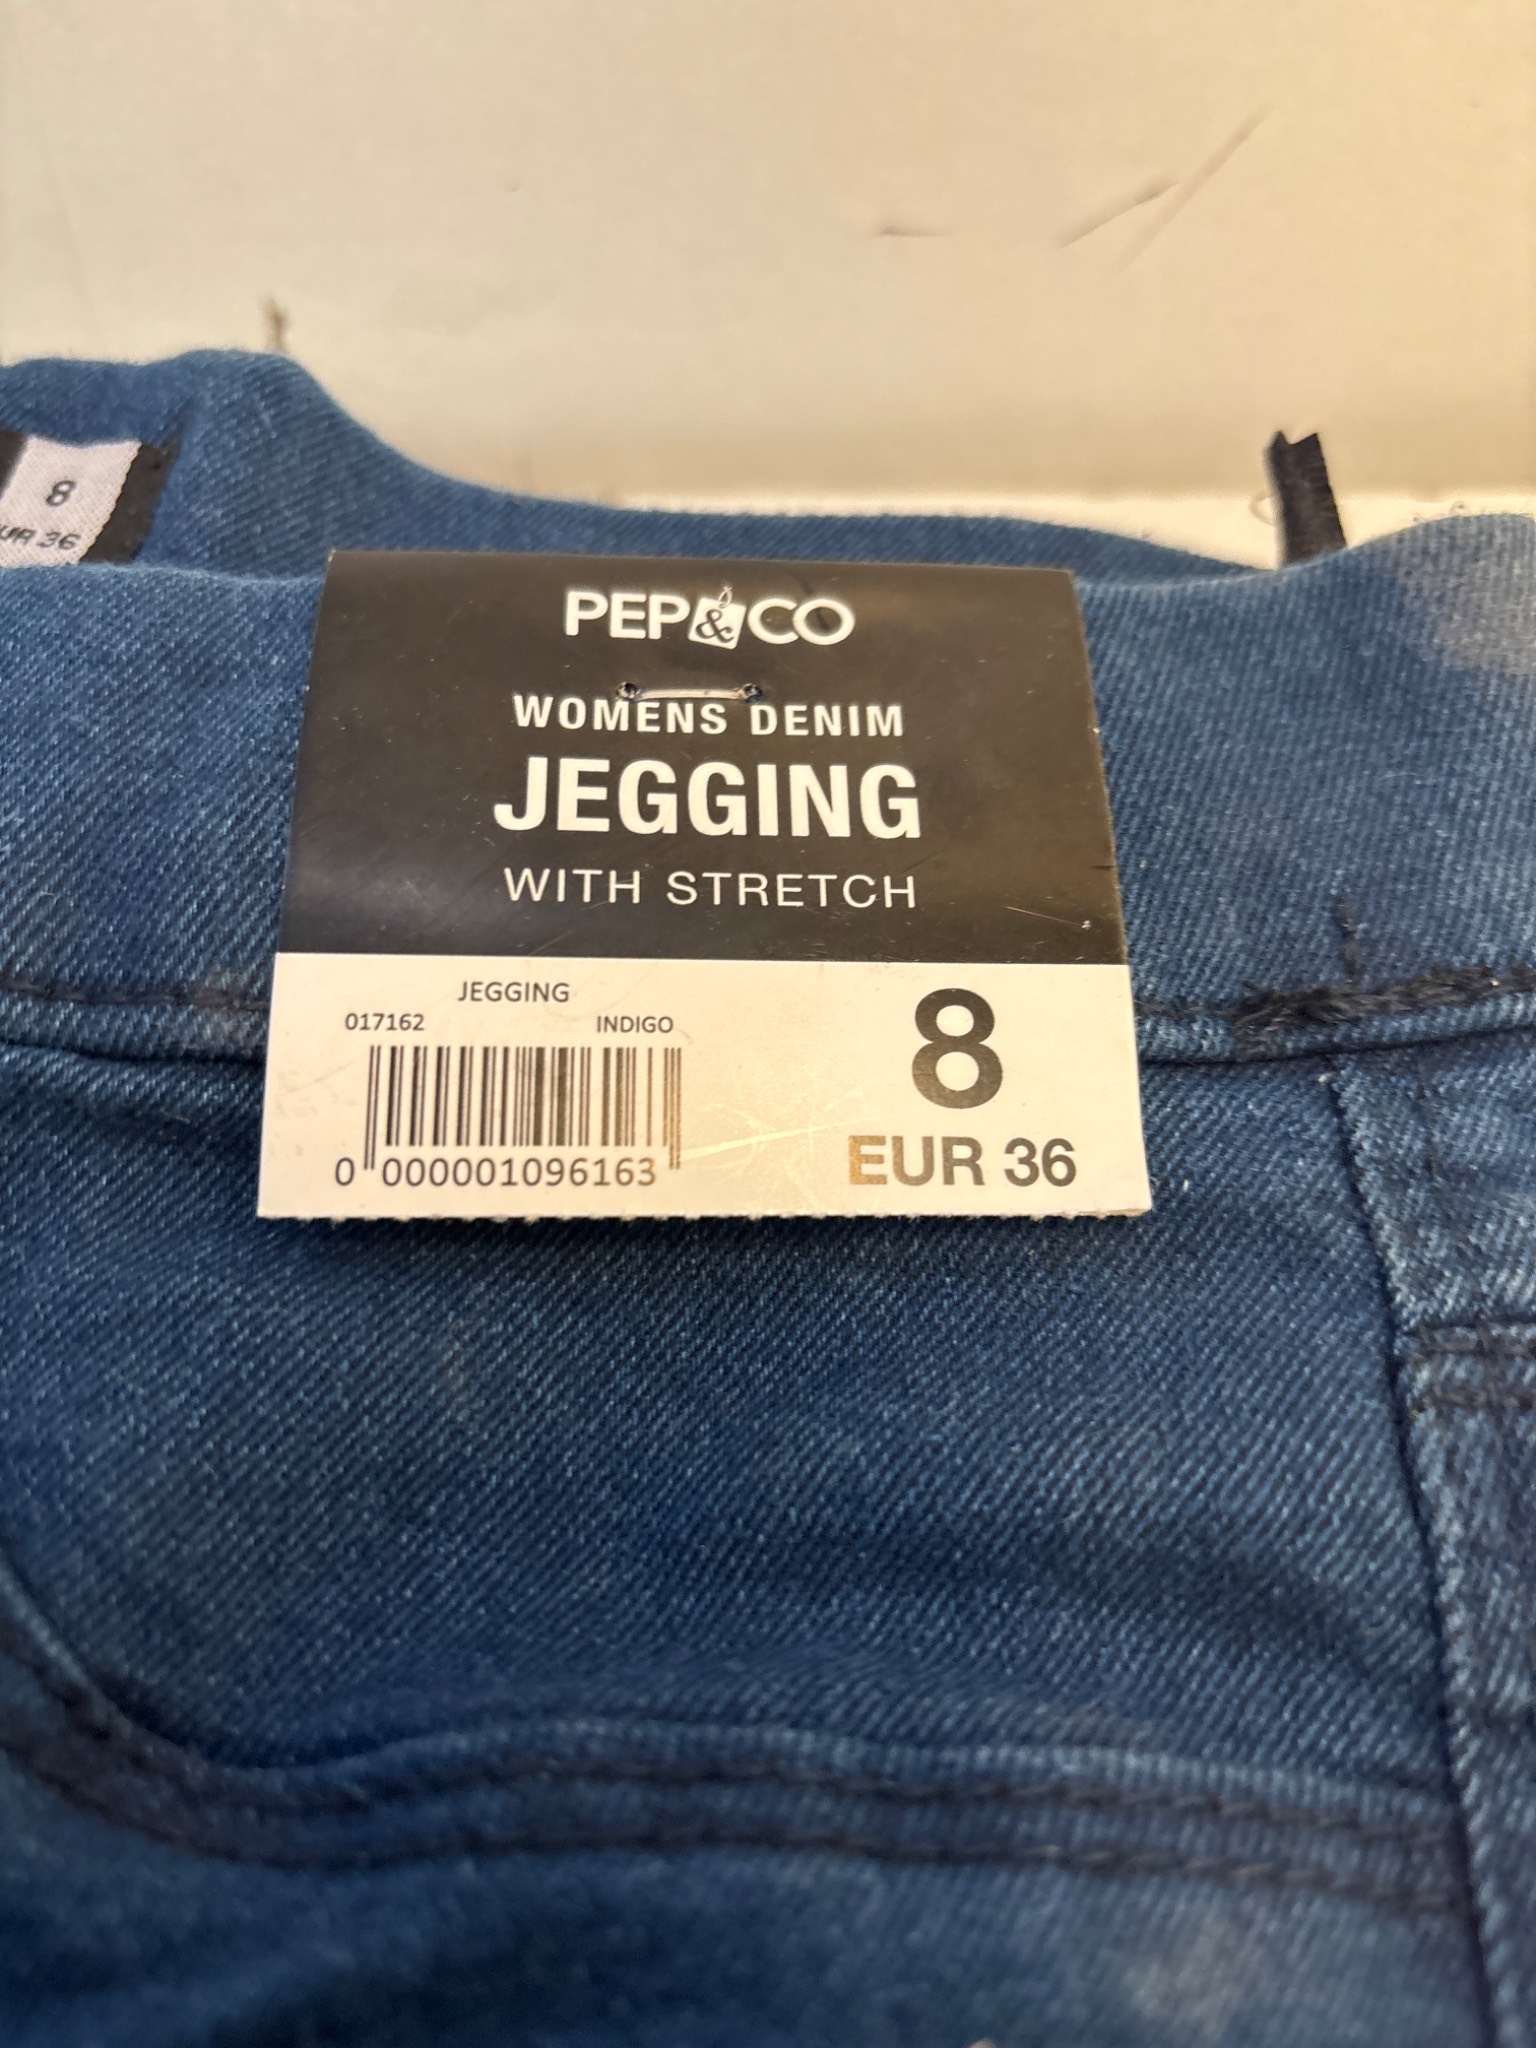 8
EUR 36
PEP&CO
WOMENS DENIM
JEGGING
WITH STRETCH
JEGGING
017162 INDIGO
8
EUR 36
0 000001096163